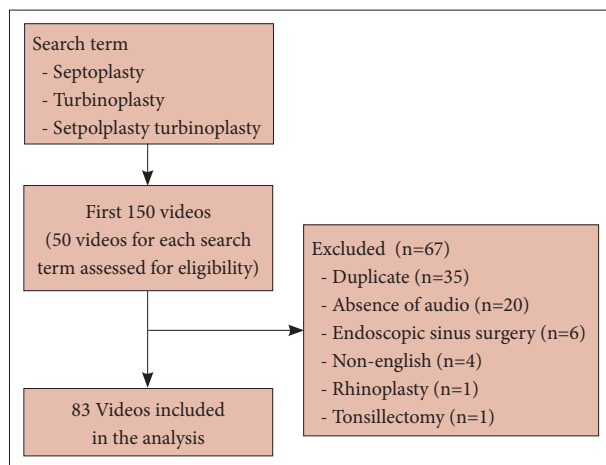 Search term
- Septoplasty
- Turbinoplasty
- Setpolplasty turbinoplasty
First 150 videos
(50 videos for each search
term assessed for eligibility)
Excluded (n=67)
- Duplicate (n=35)
- Absence of audio (n=20)
- Endoscopic sinus surgery (n=6)
- Non-english (n=4)
- Rhinoplasty (n=1)
- Tonsillectomy (n=1)
83 Videos included
in the analysis